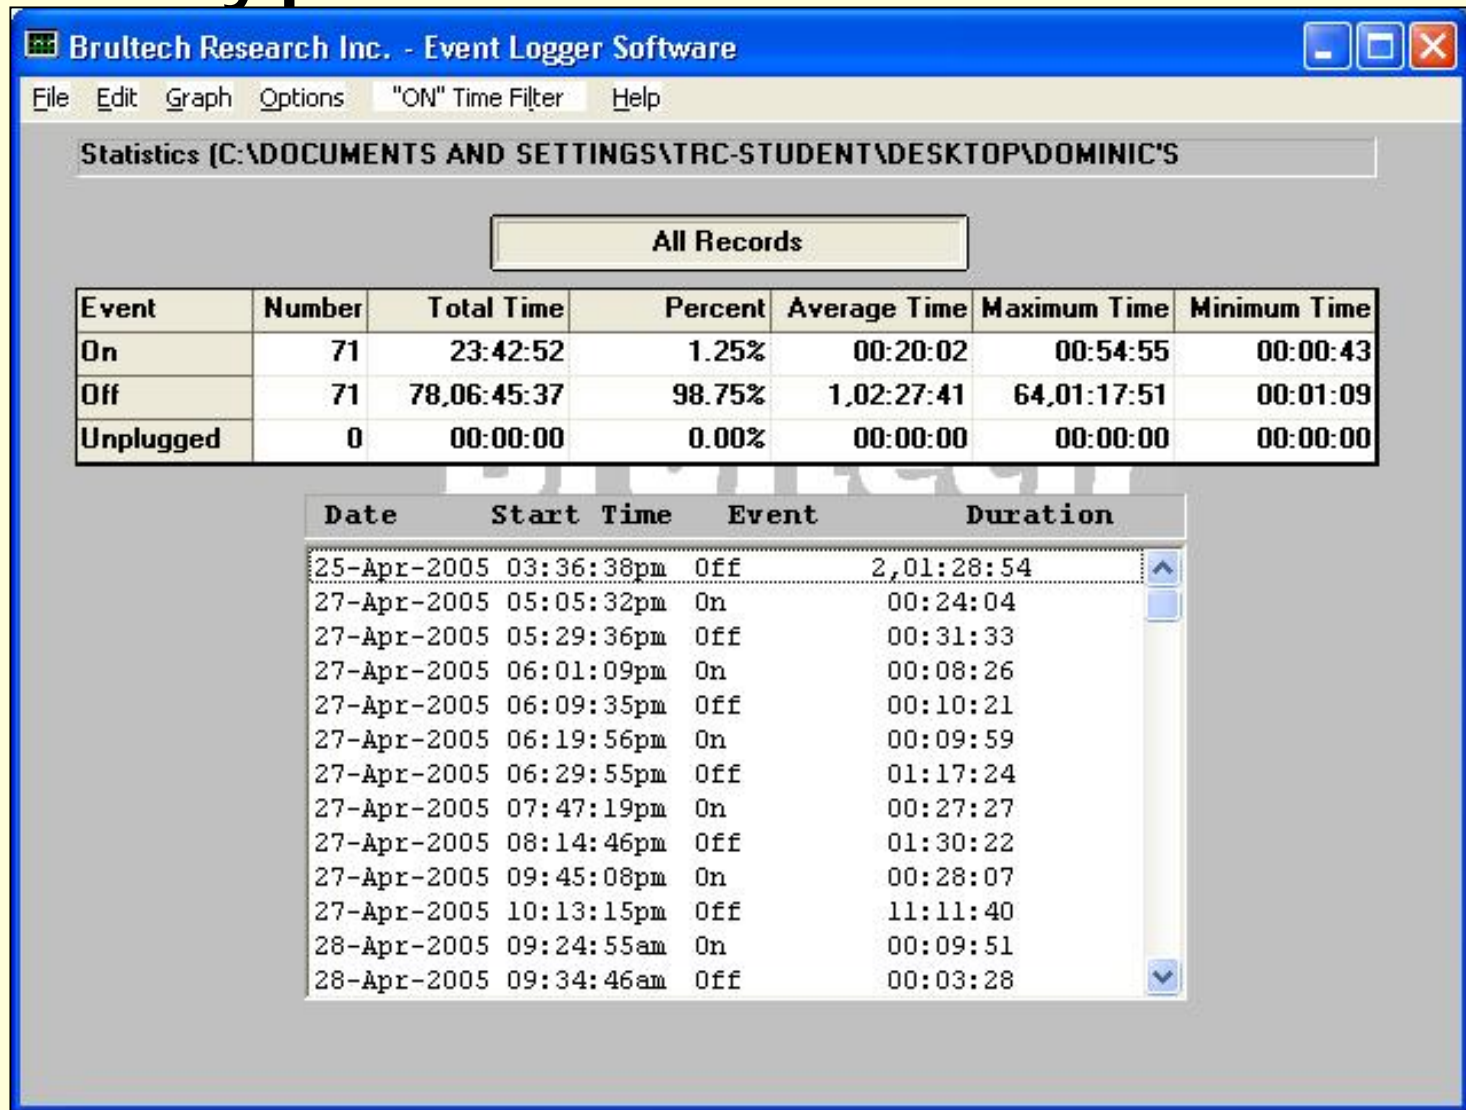 Brultech Research Inc. - Event Logger Software
File Edit Graph Options "ON" Time Filter Help
Statistics (C:\DOCUMENTS AND SETTINGS\TRC-STUDENT\DESKTOP\DOMINIC'S
All Records
Event Number Total Time Percent Average Time Maximum Time Minimum Time
On 71 23:42:52 1.25% 00:20:02 00:54:55 00:00:43
Off 71 78,06:45:37 98.75% 1,02:27:41 64,01:17:51 00:01:09
Unplugged 0 00:00:00 0.00% 00:00:00 00:00:00 00:00:00
Date Start Time Event Duration
25-Apr-2005 03:36:38pm Off 2,01:28:54
27-Apr-2005 05:05:32pm On 00:24:04
27-Apr-2005 05:29:36pm Off 00:31:33
27-Apr-2005 06:01:09pm On 00:08:26
27-Apr-2005 06:09:35pm Off 00:10:21
27-Apr-2005 06:19:56pm On 00:09:59
27-Apr-2005 06:29:55pm Off 01:17:24
27-Apr-2005 07:47:19pm On 00:27:27
27-Apr-2005 08:14:46pm Off 01:30:22
27-Apr-2005 09:45:08pm On 00:28:07
27-Apr-2005 10:13:15pm Off 11:11:40
28-Apr-2005 09:24:55am On 00:09:51
28-Apr-2005 09:34:46am Off 00:03:28